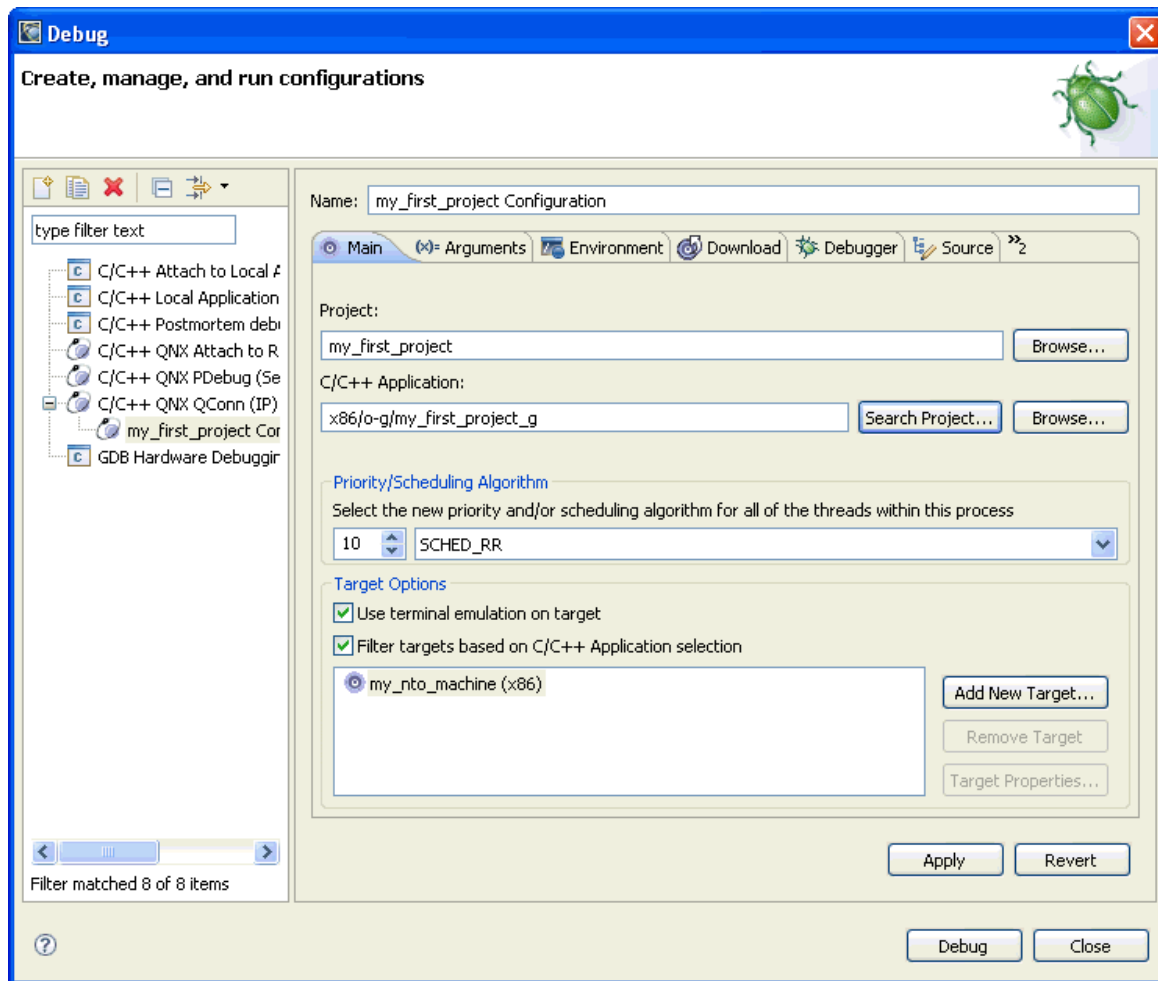 Debug
Create, manage, and run configurations
type filter text
C/C++ Attach to Local A
C/C++ Local Application
C/C++ Postmortem debu
C/C++ QNX Attach to R
C/C++ QNX PDebug (Se
C/C++ QNX QConn (IP)
my_first_project Cor
GDB Hardware Debuggin
Filter matched 8 of 8 items
Name: my_first_project Configuration
Main (x)= Arguments Environment Download Debugger Source »2
Project:
my_first_project Browse...
C/C++ Application:
x86/o-g/my_first_project_g Search Project... Browse...
Priority/Scheduling Algorithm
Select the new priority and/or scheduling algorithm for all of the threads within this process
10 SCHED_RR
Target Options
Use terminal emulation on target
Filter targets based on C/C++ Application selection
my_nto_machine (x86)
Add New Target...
Remove Target
Target Properties...
Apply Revert
Debug Close